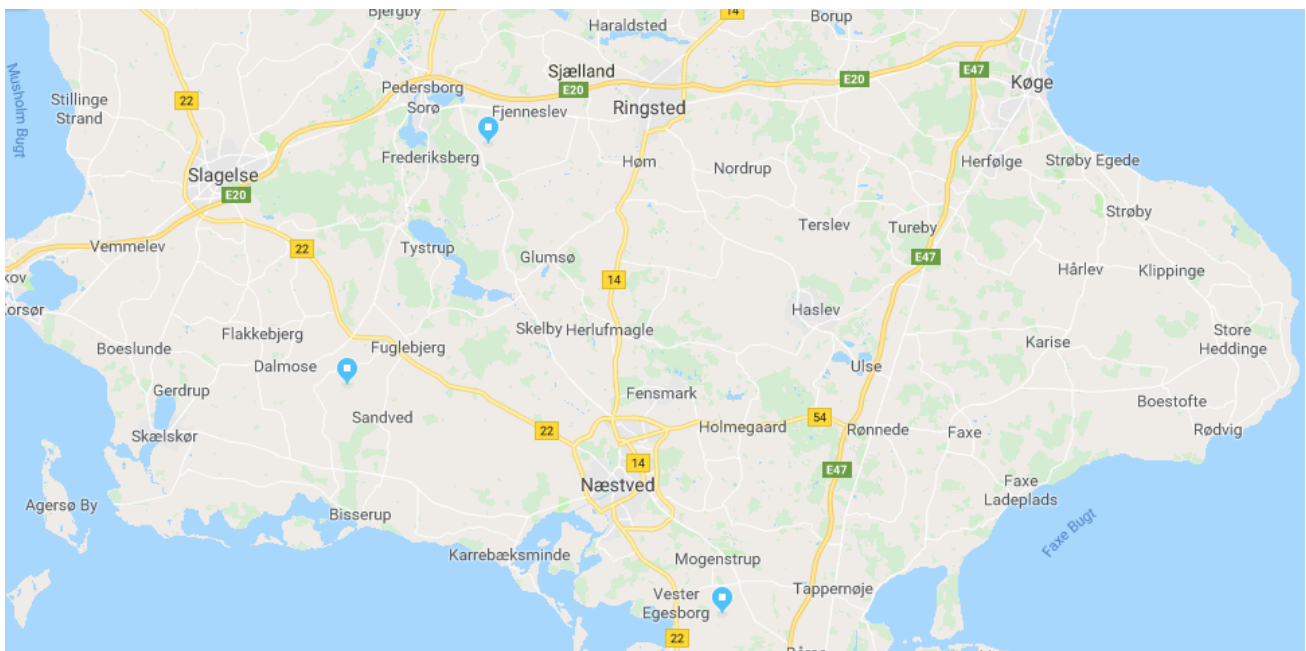 Bjergby
Haraldsted
14
Borup
Musholm Bugt
Stillinge
Strand
22
Pedersborg
Sorø
Sjælland
E20
Fjenneslev
Ringsted
E20
E47
Køge
Slagelse
E20
Frederiksberg
Høm
Nordrup
Herfølge
Strøby Egede
Strøby
Vemmelev
22
Tystrup
Glumsø
14
Terslev
Tureby
E47
Hårlev
Klippinge
kov
Korsør
Flakkebjerg
Boeslunde
Dalmose
Fuglebjerg
Skelby
Herlufmagle
Haslev
Ulse
Karise
Store
Heddinge
Gerdrup
Sandved
Fensmark
Boestofte
Skælskør
22
Holmegaard
54
Rønnede
Faxe
Rødvig
14
E47
Næstved
Faxe
Ladeplads
Agersø By
Bisserup
Faxe Bugt
Karrebæksminde
Mogenstrup
Tappernøje
Vester
Egesborg
22